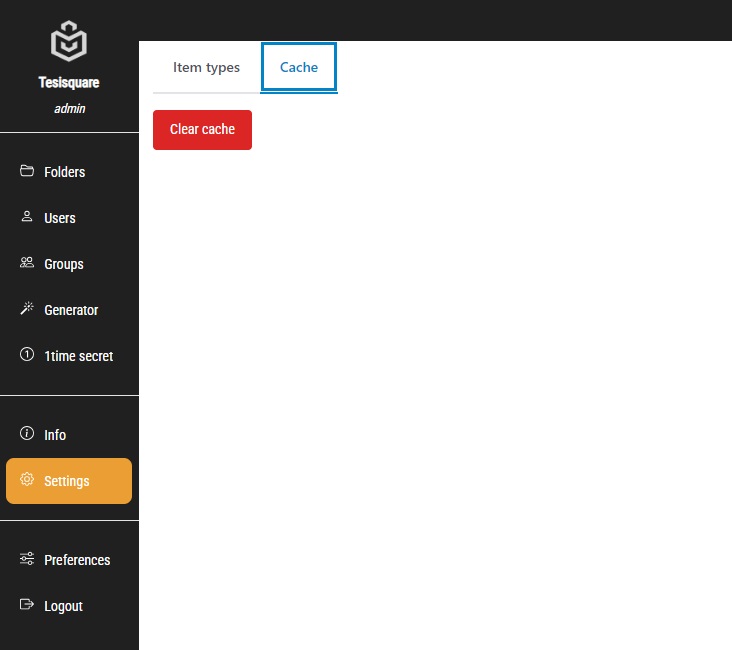 Tesisquare
admin
Folders
Users
Groups
Generator
1time secret
Info
Settings
Preferences
Logout
Item types
Cache
Clear cache